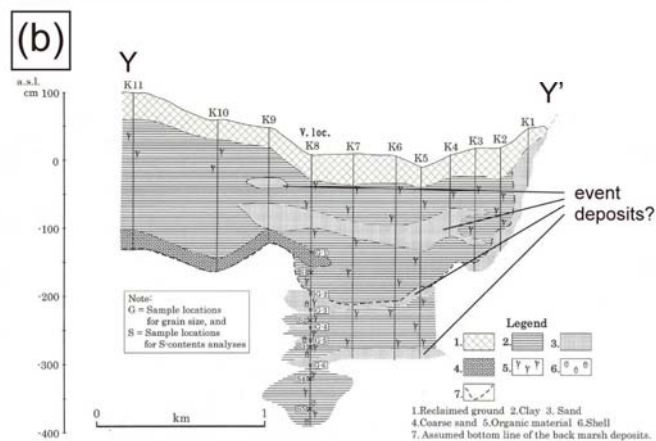 (b)
Y
Y'
a.s.l.
cm 100
0
-100
-200
-300
-400
K11
K10
K9
V. loc.
K8
K7
K6
K5
K4
K3
K2
K1
event
deposits?
Note:
G = Sample locations
for grain size, and
S = Sample locations
for S-contents analyses
0 1
km
Legend
1. 2. 3.
4. 5. 6.
7.
1.Reclaimed ground 2.Clay 3. Sand
4.Coarse sand 5.Organic material 6.Shell
7. Assumed bottom line of the back marsh deposits.